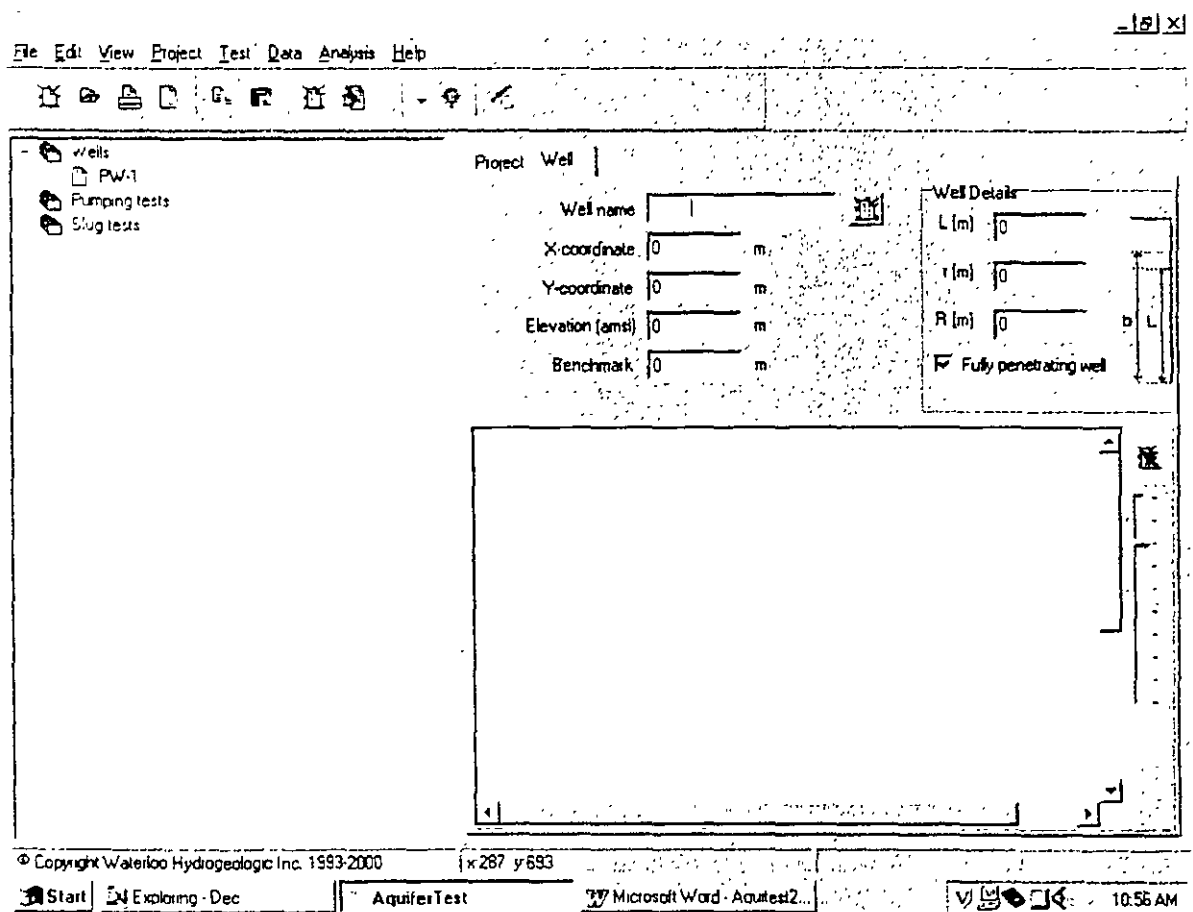 File Edit View Project Test Data Analysis Help
Wells
PW-1
Pumping tests
Slug tests
Project Well
Well name
X-coordinate 0 m
Y-coordinate 0 m
Elevation (amsl) 0 m
Benchmark 0 m
Well Details
L [m] 0
r [m] 0
R [m] 0
Fully penetrating well
b L
© Copyright Waterloo Hydrogeologic Inc. 1993-2000 x 287 y 693
Start Exploring - Dec AquiferTest Microsoft Word - Aqutest2... 10:56 AM